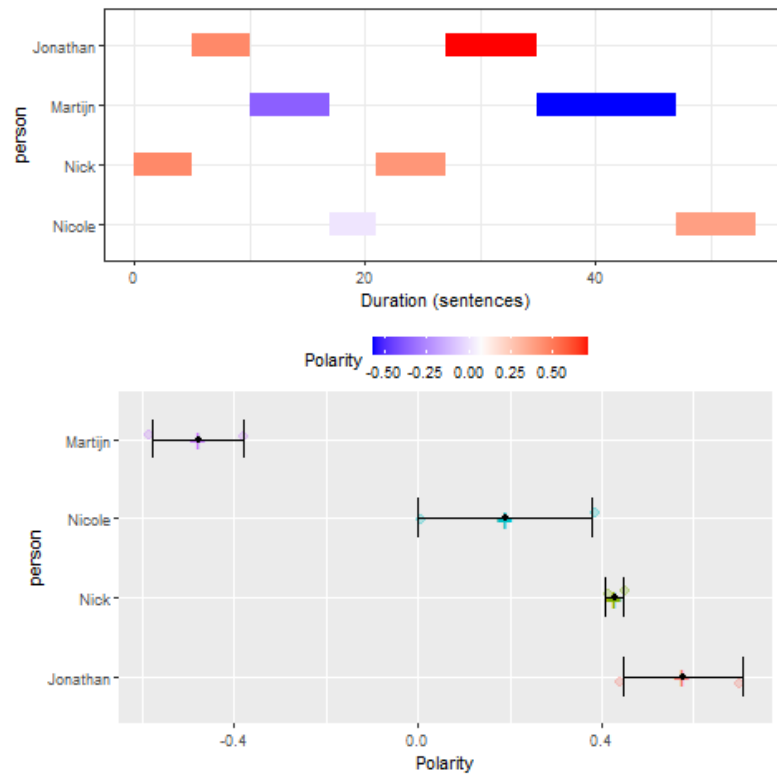 person
Jonathan
Martijn
Nick
Nicole
0 20 40
Duration (sentences)
Polarity
-0.50 -0.25 0.00 0.25 0.50
person
Martijn
Nicole
Nick
Jonathan
-0.4 0.0 0.4
Polarity